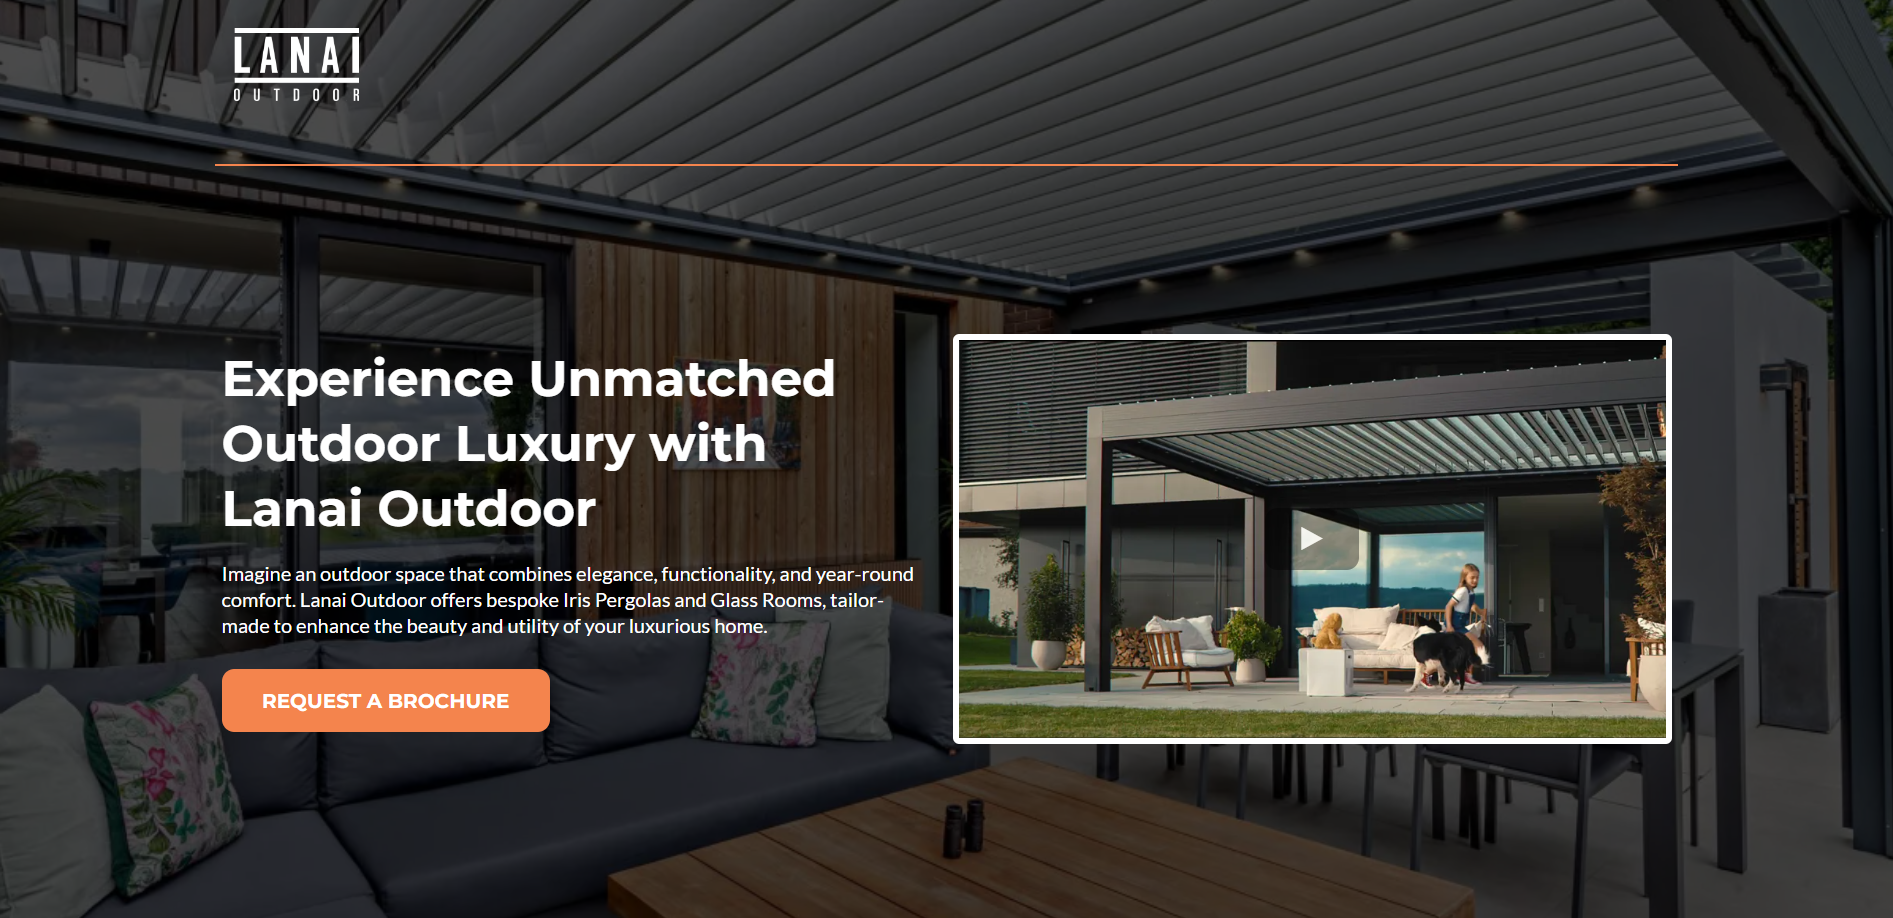 LANAI
OUTDOOR
Experience Unmatched
Outdoor Luxury with
Lanai Outdoor
Imagine an outdoor space that combines elegance, functionality, and year-round
comfort. Lanai Outdoor offers bespoke Iris Pergolas and Glass Rooms, tailor-
made to enhance the beauty and utility of your luxurious home.
REQUEST A BROCHURE